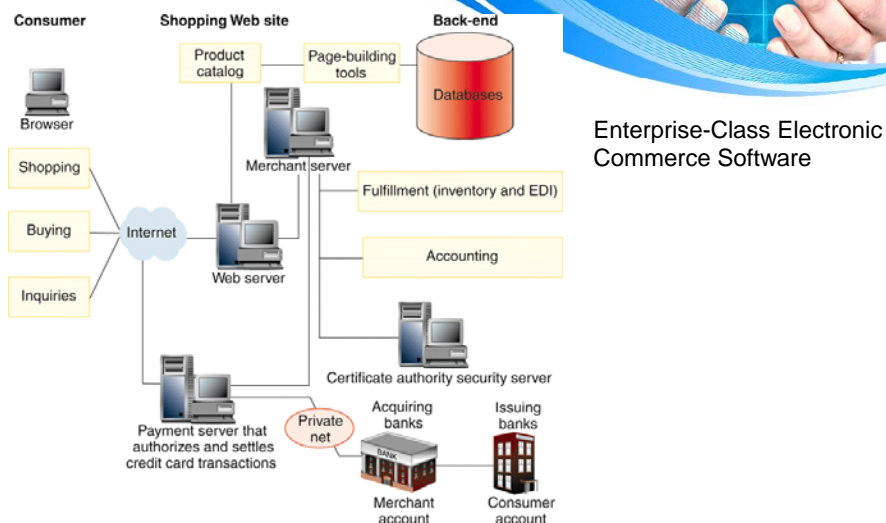 Consumer
Shopping Web site
Back-end
Product
catalog
Page-building
tools
Databases
Browser
Merchant server
Shopping
Fulfillment (inventory and EDI)
Buying
Internet
Accounting
Web server
Inquiries
Certificate authority security server
Payment server that
authorizes and settles
credit card transactions
Private
net
Acquiring
banks
Issuing
banks
BANK
Merchant
account
Consumer
account
Enterprise-Class Electronic
Commerce Software